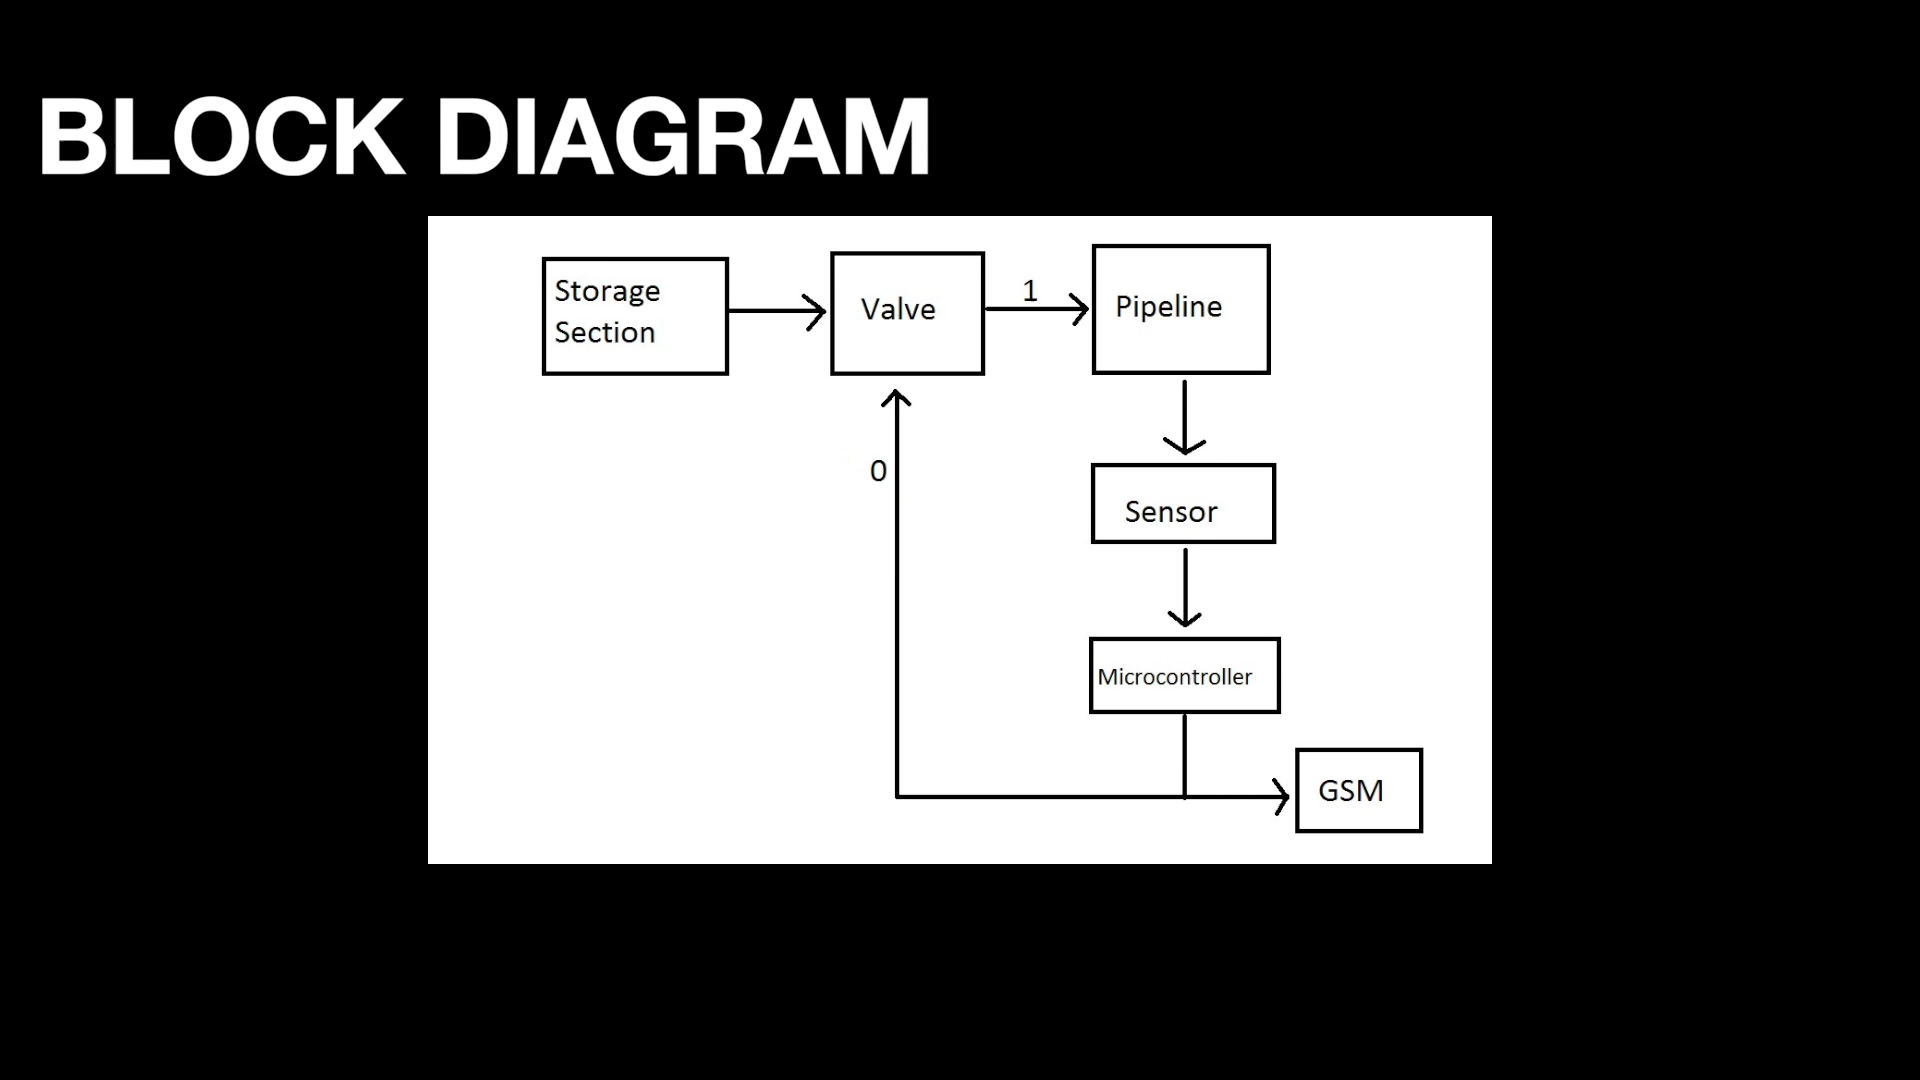 BLOCK DIAGRAM
Storage
Section
Valve
1
Pipeline
0
Sensor
Microcontroller
GSM